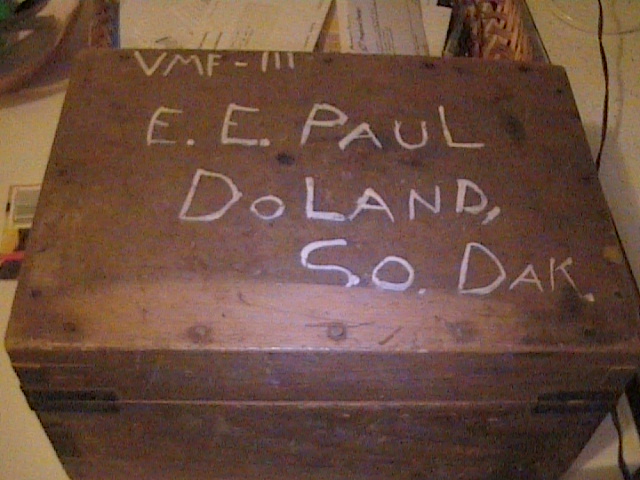 VMF-111
E. E. PAUL
DOLAND,
SO. DAK.